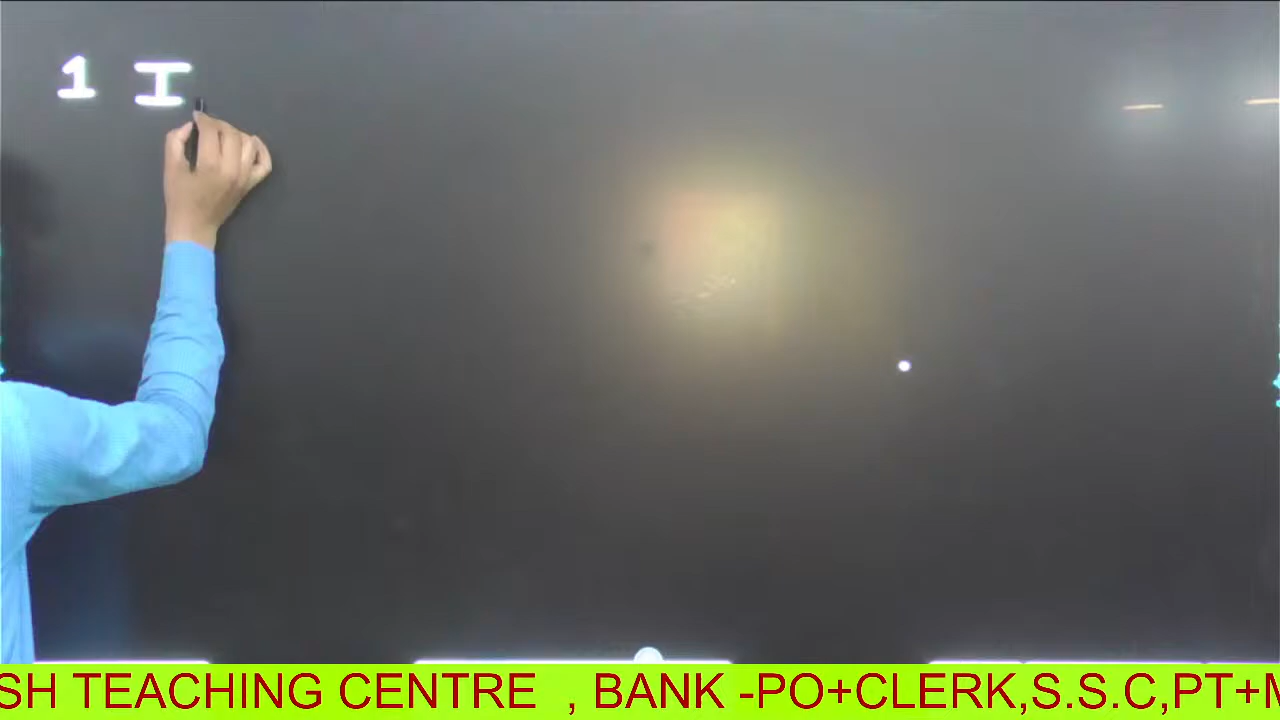 1 I
SH TEACHING CENTRE , BANK -PO+CLERK,S.S.C,PT+M